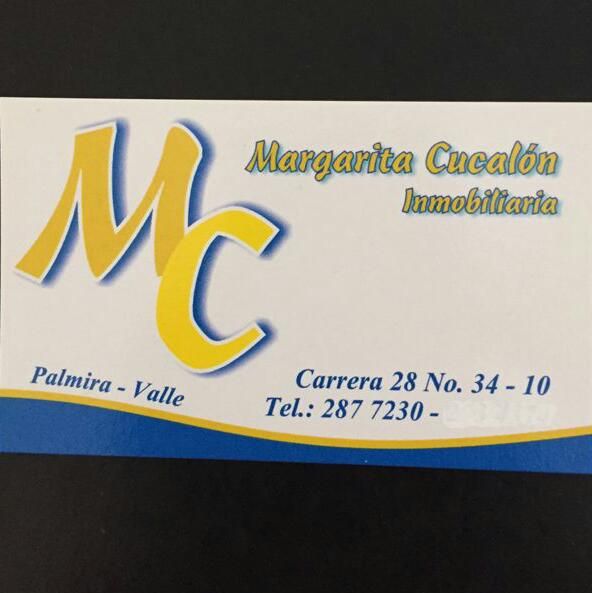 MC
Margarita Cucalón
Inmobiliaria
Palmira - Valle
Carrera 28 No. 34 - 10
Tel.: 287 7230 -